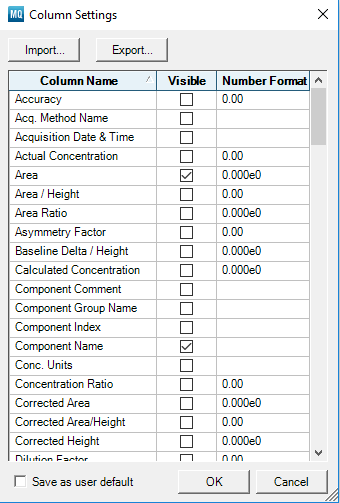 MQ Column Settings
Import... Export...
Column Name Visible Number Format
Accuracy 0.00
Acq. Method Name
Acquisition Date & Time
Actual Concentration 0.00
Area 0.000e0
Area / Height 0.00
Area Ratio 0.000e0
Asymmetry Factor 0.00
Baseline Delta / Height 0.000e0
Calculated Concentration 0.000e0
Component Comment
Component Group Name
Component Index
Component Name
Conc. Units
Concentration Ratio 0.00
Corrected Area 0.000e0
Corrected Area/Height 0.00
Corrected Height 0.000e0
Dilution Factor 0.00
Save as user default OK Cancel